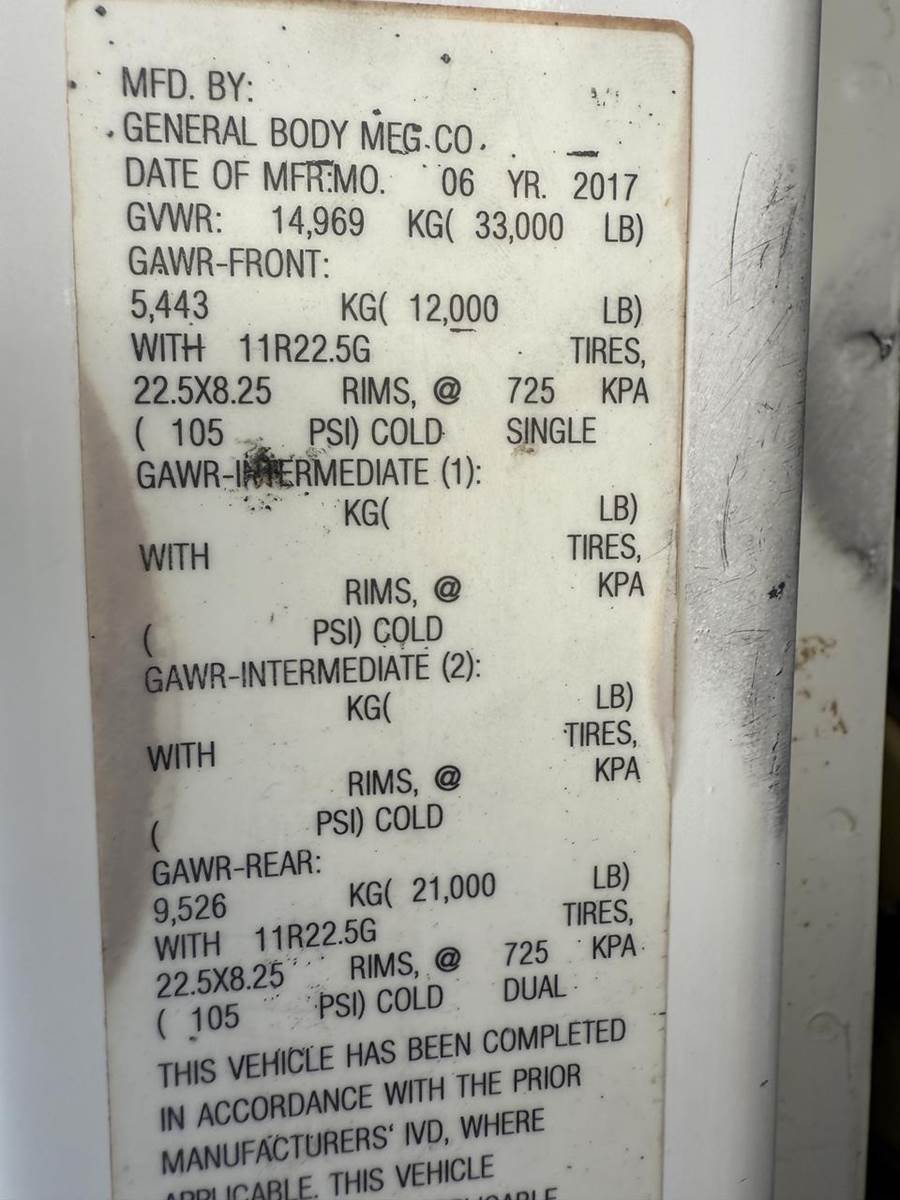 MFD. BY:
GENERAL BODY MFG. CO.
DATE OF MFR:MO. 06 YR. 2017
GVWR: 14,969 KG( 33,000 LB)
GAWR-FRONT:
5,443 KG( 12,000 LB)
WITH 11R22.5G TIRES,
22.5X8.25 RIMS, @ 725 KPA
( 105 PSI) COLD SINGLE
GAWR-INTERMEDIATE (1):
KG( LB)
WITH TIRES,
RIMS, @ KPA
( PSI) COLD
GAWR-INTERMEDIATE (2):
KG( LB)
WITH TIRES,
RIMS, @ KPA
( PSI) COLD
GAWR-REAR:
9,526 KG( 21,000 LB)
WITH 11R22.5G TIRES,
22.5X8.25 RIMS, @ 725 KPA
( 105 PSI) COLD DUAL
THIS VEHICLE HAS BEEN COMPLETED
IN ACCORDANCE WITH THE PRIOR
MANUFACTURERS' IVD, WHERE
APPLICABLE. THIS VEHICLE